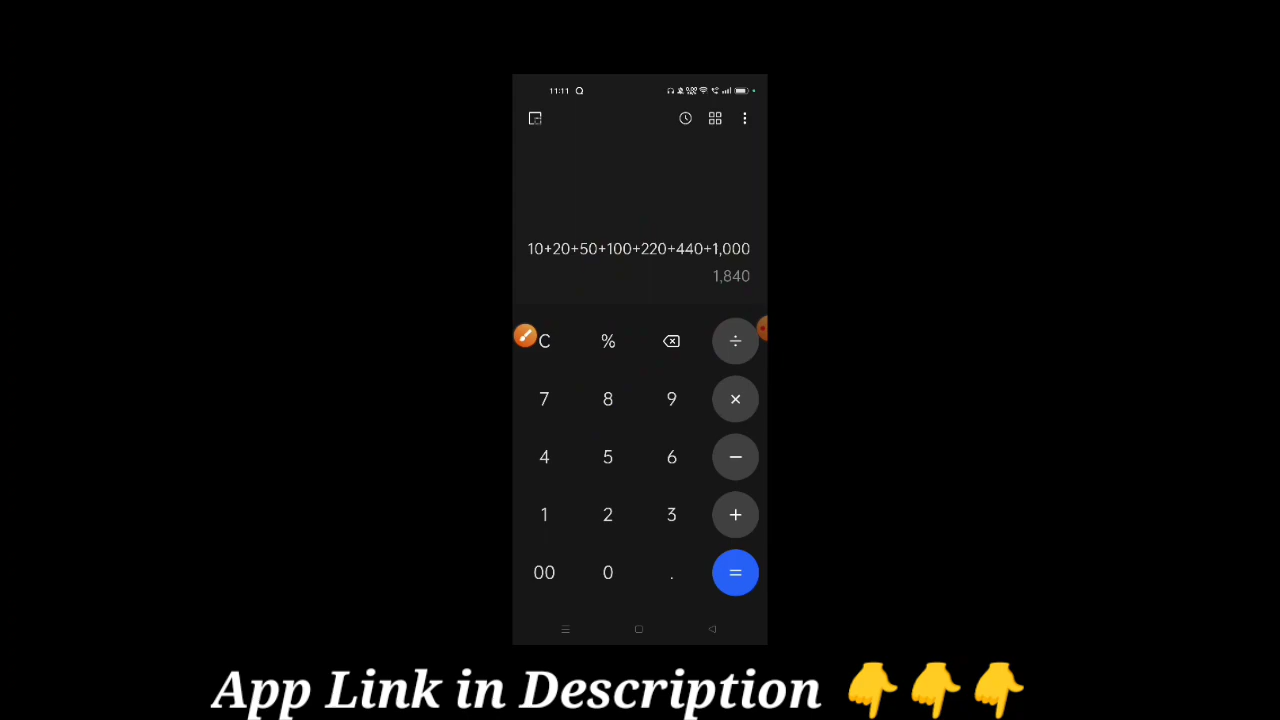 11:11
10+20+50+100+220+440+1,000
1,840
C % ÷
7 8 9 ×
4 5 6 −
1 2 3 +
00 0 . =
App Link in Description 👇👇👇